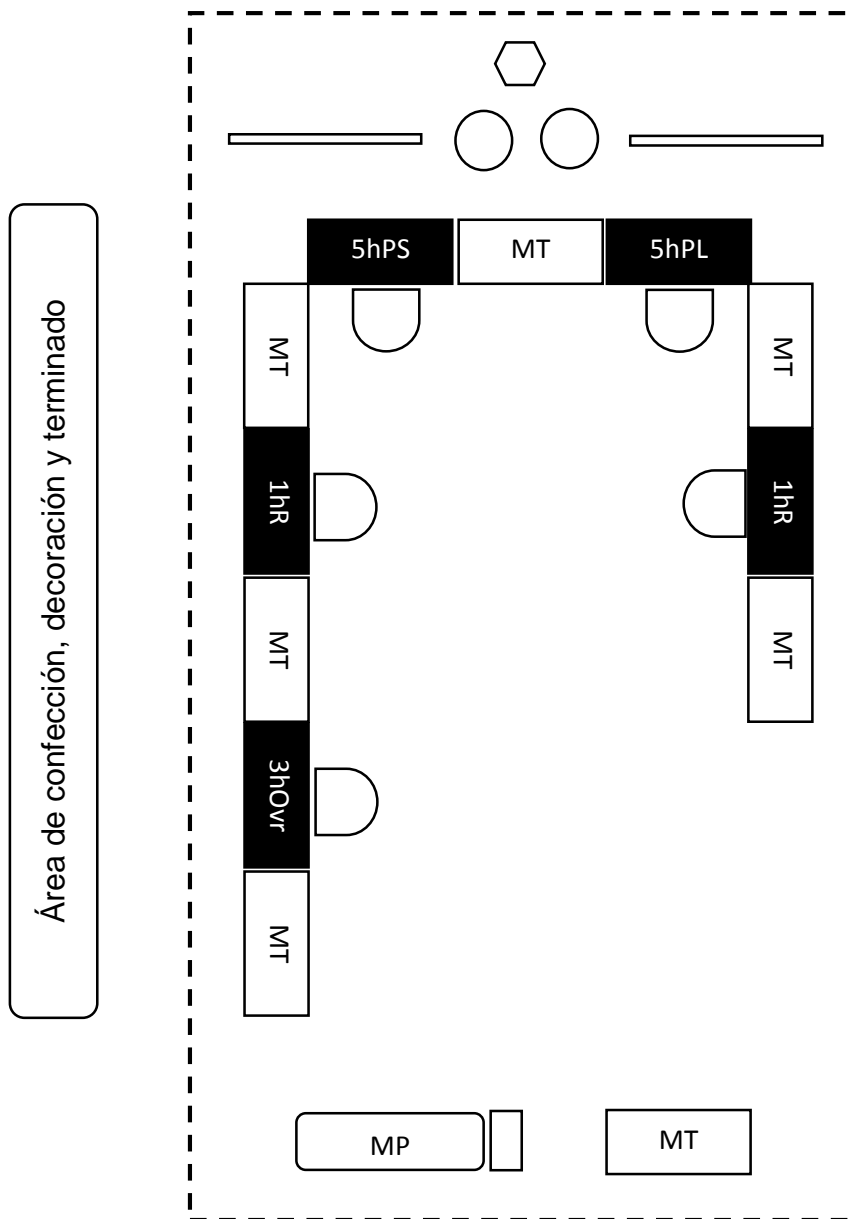 Área de confección, decoración y terminado
5hPS
MT
5hPL
MT
MT
1hR
1hR
MT
MT
3hOvr
MT
MP
MT